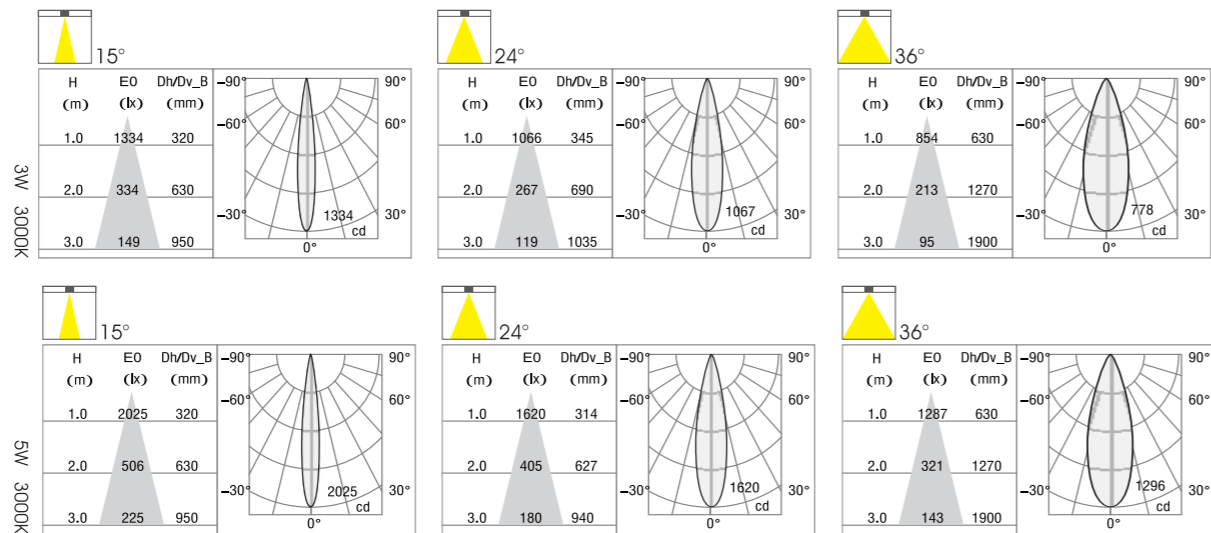 15° 24° 36°
H E0 Dh/Dv_B -90° 90° H E0 Dh/Dv_B -90° 90° H E0 Dh/Dv_B -90° 90°
(m) (lx) (mm) (m) (lx) (mm) (m) (lx) (mm)
-60° 60° -60° 60° -60° 60°
1.0 1334 320 1.0 1066 345 1.0 854 630
3W 3000K
2.0 334 630 2.0 267 690 2.0 213 1270
-30° 1334 30° -30° 1067 30° -30° 778 30°
cd cd cd
3.0 149 950 0° 3.0 119 1035 0° 3.0 95 1900 0°
15° 24° 36°
H E0 Dh/Dv_B -90° 90° H E0 Dh/Dv_B -90° 90° H E0 Dh/Dv_B -90° 90°
(m) (lx) (mm) (m) (lx) (mm) (m) (lx) (mm)
-60° 60° -60° 60° -60° 60°
1.0 2025 320 1.0 1620 314 1.0 1287 630
5W 3000K
2.0 506 630 2.0 405 627 2.0 321 1270
-30° 2025 30° -30° 1620 30° -30° 1296 30°
cd cd cd
3.0 225 950 0° 3.0 180 940 0° 3.0 143 1900 0°